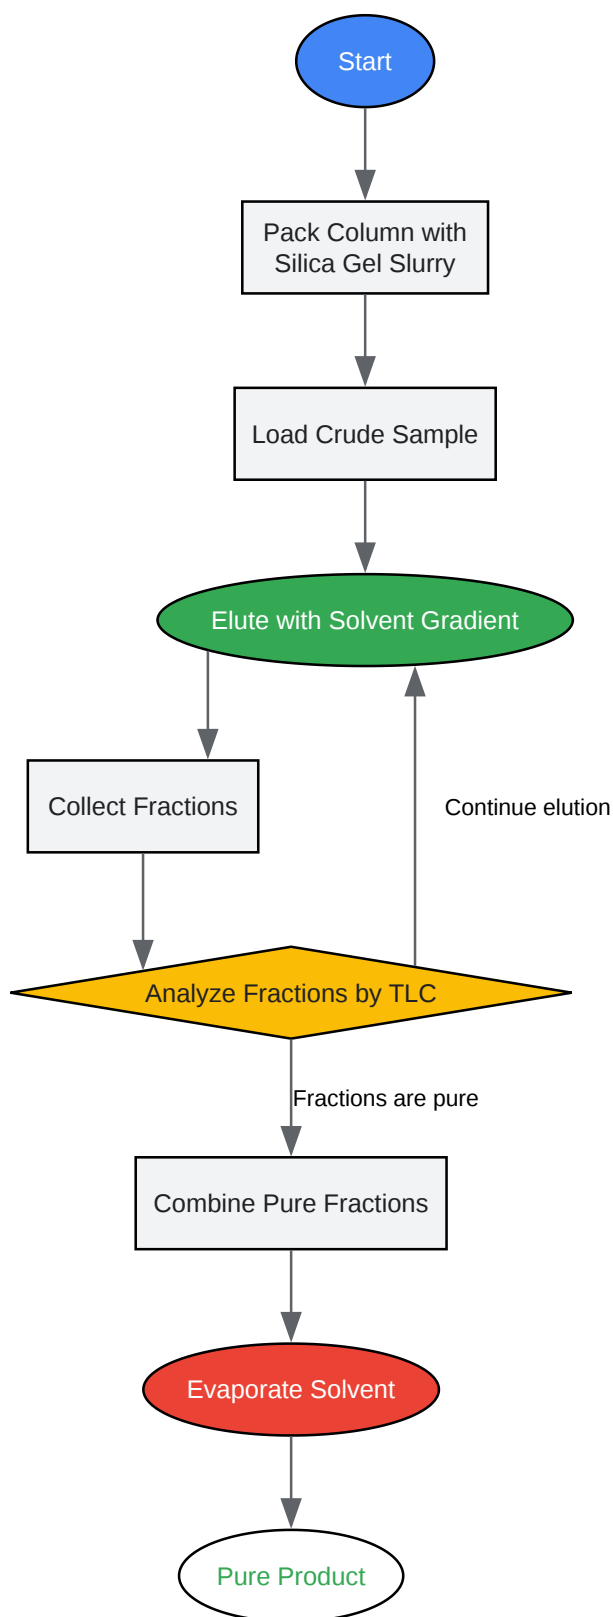 Start
Pack Column with
Silica Gel Slurry
Load Crude Sample
Elute with Solvent Gradient
Collect Fractions
Continue elution
Analyze Fractions by TLC
Fractions are pure
Combine Pure Fractions
Evaporate Solvent
Pure Product